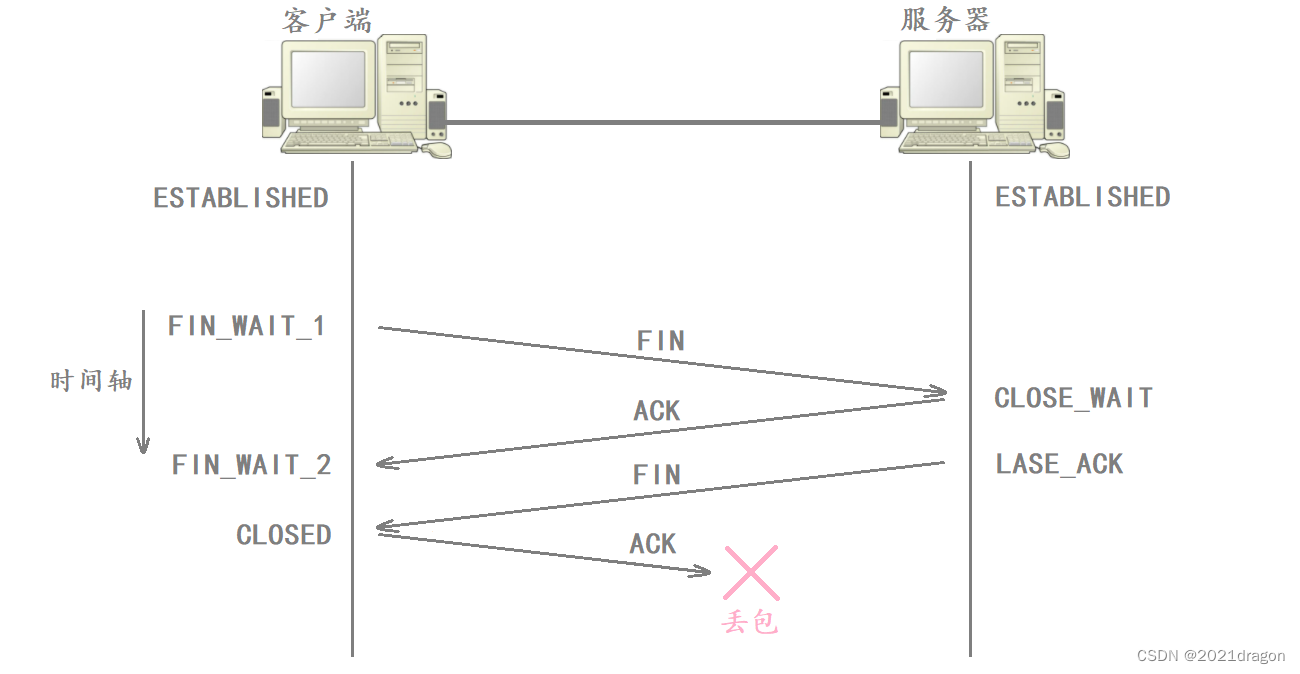 客户端
服务器
ESTABLISHED
ESTABLISHED
FIN_WAIT_1
FIN
时间轴
CLOSE_WAIT
ACK
FIN_WAIT_2
FIN
LASE_ACK
CLOSED
ACK
丢包
CSDN @2021dragon